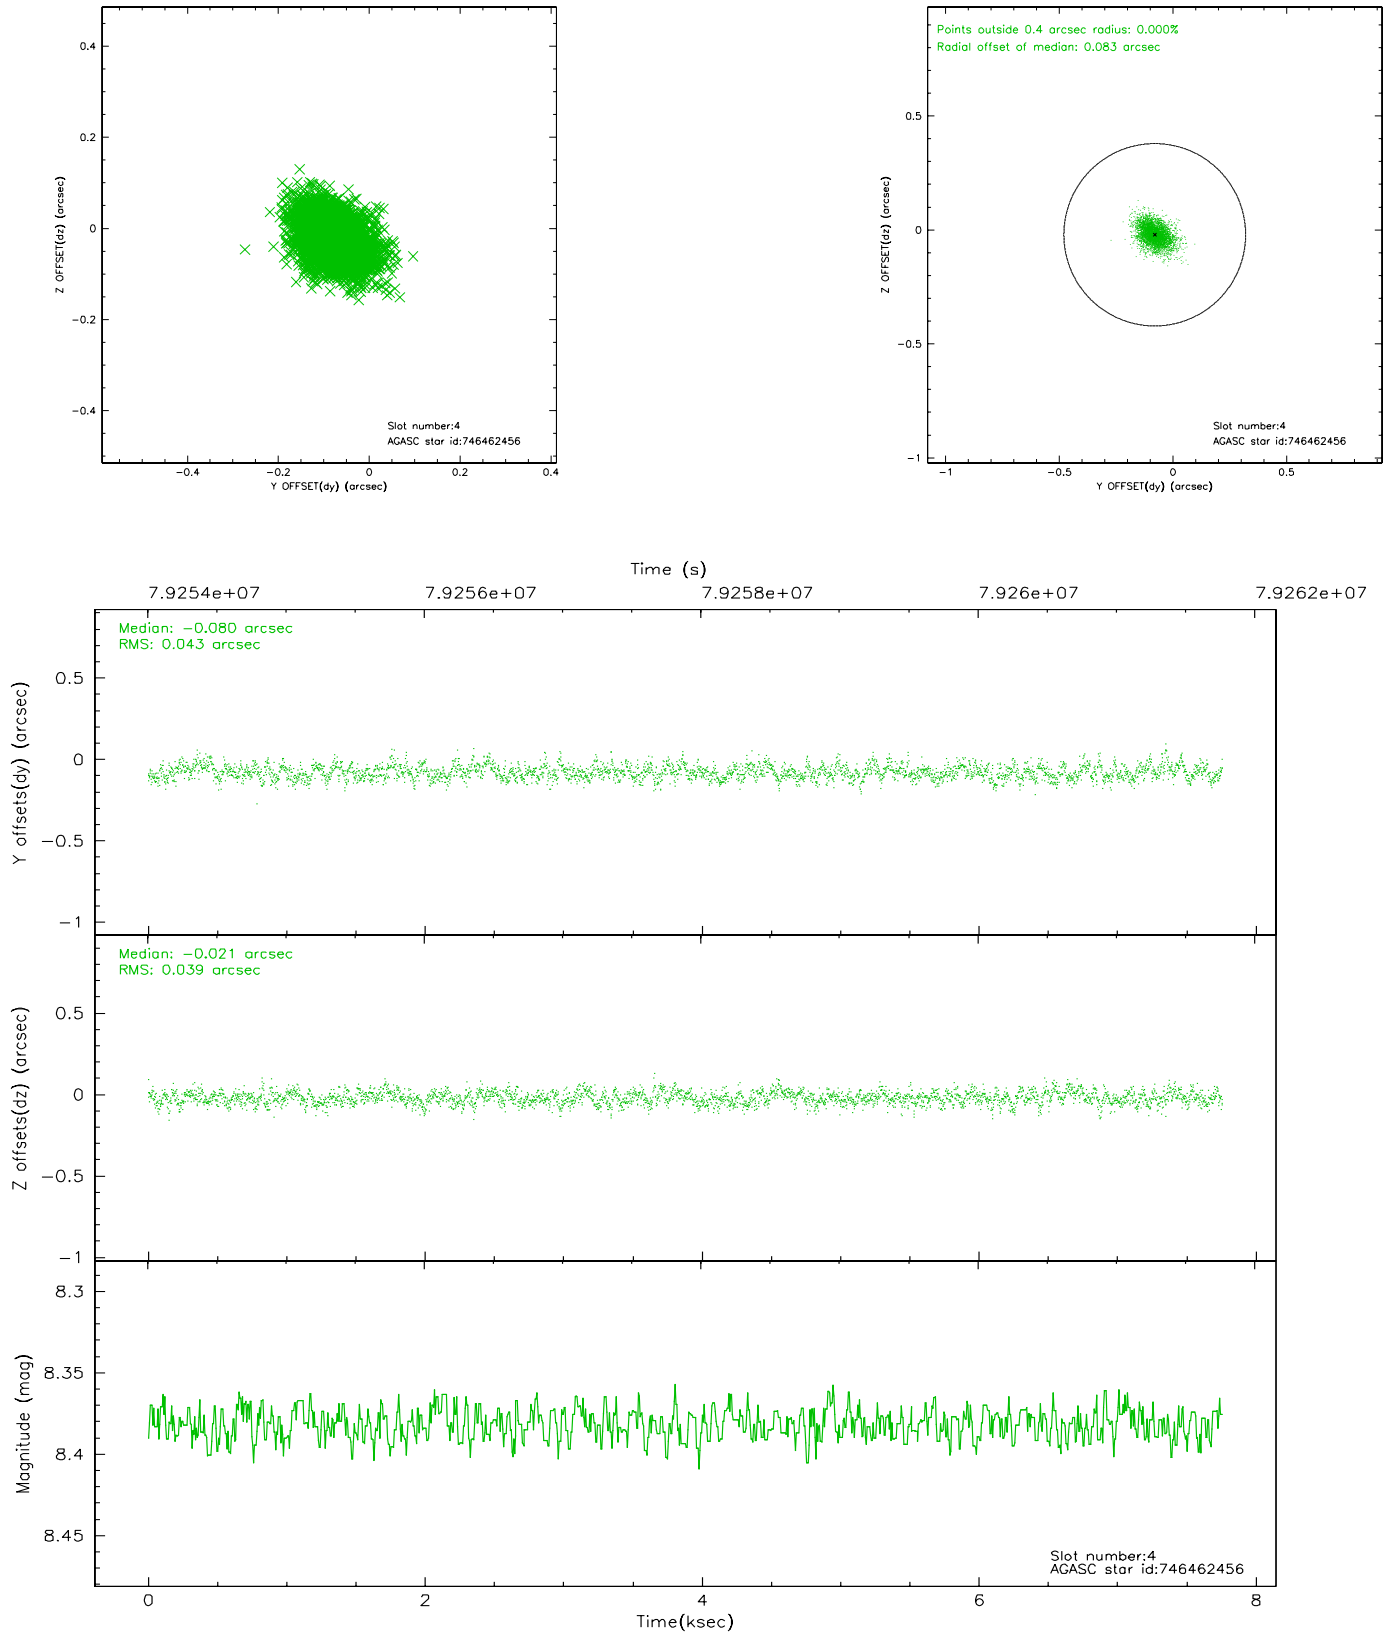 0.4
0.2
0
−0.2
−0.4
Z OFFSET(dz) (arcsec)
−0.4
−0.2
0
0.2
0.4
Y OFFSET(dy) (arcsec)
Slot number:4
AGASC star id:746462456
Points outside 0.4 arcsec radius: 0.000%
Radial offset of median: 0.083 arcsec
0.5
0
−0.5
−1
Z OFFSET(dz) (arcsec)
−1
−0.5
0
0.5
Y OFFSET(dy) (arcsec)
Slot number:4
AGASC star id:746462456
Time (s)
7.9254e+07
7.9256e+07
7.9258e+07
7.926e+07
7.9262e+07
Median: −0.080 arcsec
RMS: 0.043 arcsec
0.5
0
−0.5
−1
Y offsets(dy) (arcsec)
Median: −0.021 arcsec
RMS: 0.039 arcsec
0.5
0
−0.5
−1
Z offsets(dz) (arcsec)
8.3
8.35
8.4
8.45
Magnitude (mag)
Slot number:4
AGASC star id:746462456
0
2
4
6
8
Time(ksec)